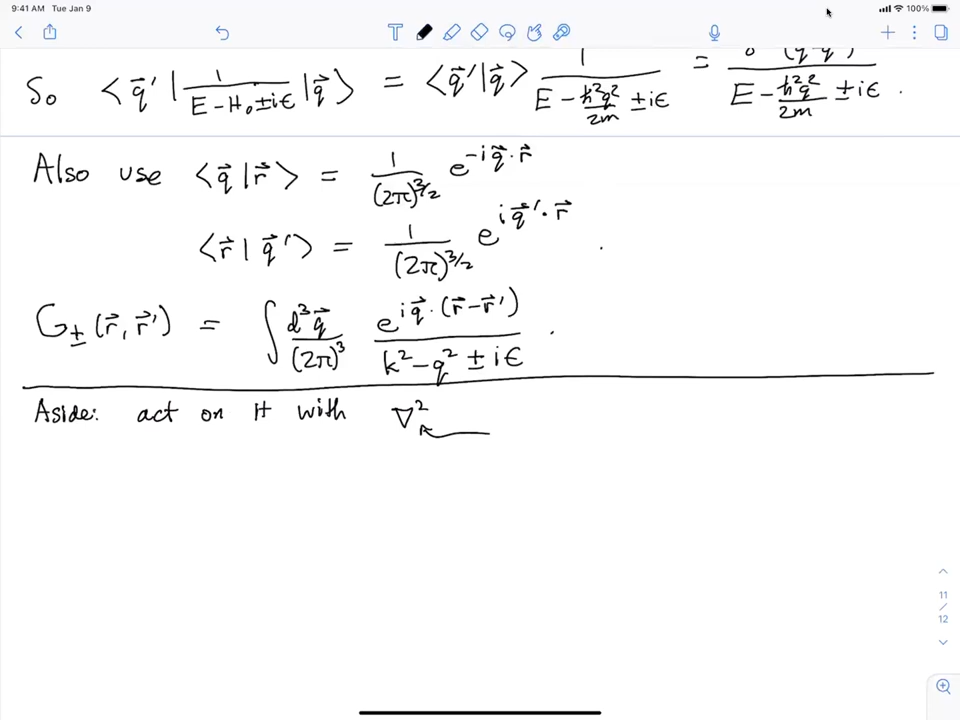 9:41 AM Tue Jan 9
100%
So ⟨q⃗′|1/(E−H₀±iε)|q⃗⟩ = ⟨q⃗′|q⃗⟩ 1/(E−ħ²q²/2m ±iε) = (q−q′)/(E−ħ²q²/2m ±iε) .
Also use ⟨q⃗|r⃗⟩ = 1/(2π)^{3/2} e^{−iq⃗·r⃗}
⟨r⃗|q⃗′⟩ = 1/(2π)^{3/2} e^{iq⃗′·r⃗} .
G±(r⃗,r⃗′) = ∫ d³q⃗/(2π)³ e^{iq⃗·(r⃗−r⃗′)}/(k²−q²±iε) .
Aside: act on it with ∇²
11
/
12